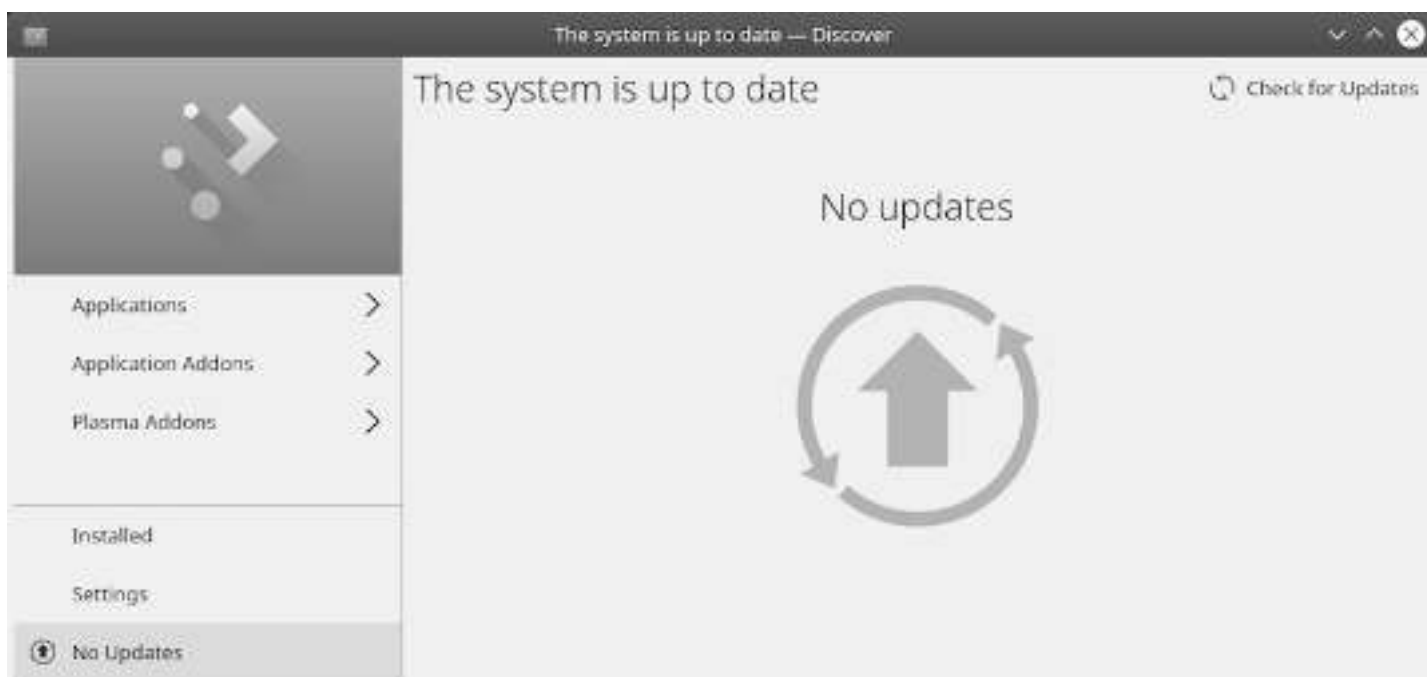 The system is up to date — Discover
The system is up to date
Check for Updates
No updates
Applications
Application Addons
Plasma Addons
Installed
Settings
No Updates